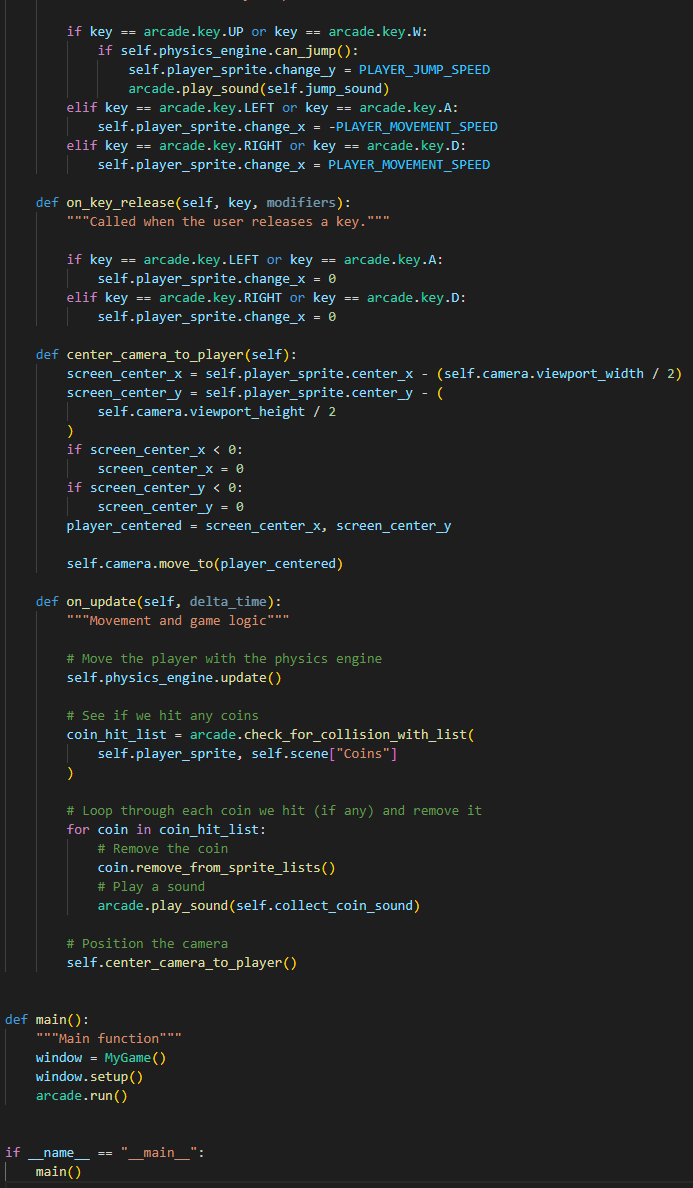 if key == arcade.key.UP or key == arcade.key.W:
if self.physics_engine.can_jump():
self.player_sprite.change_y = PLAYER_JUMP_SPEED
arcade.play_sound(self.jump_sound)
elif key == arcade.key.LEFT or key == arcade.key.A:
self.player_sprite.change_x = -PLAYER_MOVEMENT_SPEED
elif key == arcade.key.RIGHT or key == arcade.key.D:
self.player_sprite.change_x = PLAYER_MOVEMENT_SPEED
def on_key_release(self, key, modifiers):
"""Called when the user releases a key."""
if key == arcade.key.LEFT or key == arcade.key.A:
self.player_sprite.change_x = 0
elif key == arcade.key.RIGHT or key == arcade.key.D:
self.player_sprite.change_x = 0
def center_camera_to_player(self):
screen_center_x = self.player_sprite.center_x - (self.camera.viewport_width / 2)
screen_center_y = self.player_sprite.center_y - (
self.camera.viewport_height / 2
)
if screen_center_x < 0:
screen_center_x = 0
if screen_center_y < 0:
screen_center_y = 0
player_centered = screen_center_x, screen_center_y
self.camera.move_to(player_centered)
def on_update(self, delta_time):
"""Movement and game logic"""
# Move the player with the physics engine
self.physics_engine.update()
# See if we hit any coins
coin_hit_list = arcade.check_for_collision_with_list(
self.player_sprite, self.scene["Coins"]
)
# Loop through each coin we hit (if any) and remove it
for coin in coin_hit_list:
# Remove the coin
coin.remove_from_sprite_lists()
# Play a sound
arcade.play_sound(self.collect_coin_sound)
# Position the camera
self.center_camera_to_player()
def main():
"""Main function"""
window = MyGame()
window.setup()
arcade.run()
if __name__ == "__main__":
main()